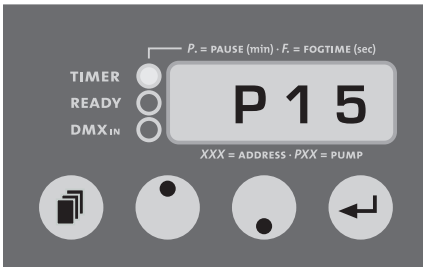 P. = PAUSE (min) · F. = FOGTIME (sec)
TIMER
READY
DMX IN
P 1 5
XXX = ADDRESS · PXX = PUMP